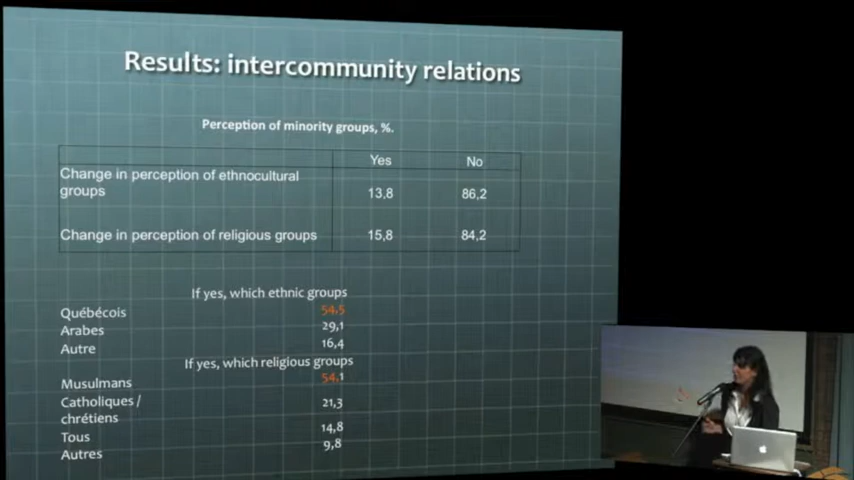 Results: intercommunity relations
Perception of minority groups, %.
Yes No
Change in perception of ethnocultural
groups 13,8 86,2
Change in perception of religious groups 15,8 84,2
If yes, which ethnic groups
Québécois 54,5
Arabes 29,1
Autre 16,4
If yes, which religious groups
Musulmans 54,1
Catholiques /
chrétiens 21,3
Tous 14,8
Autres 9,8